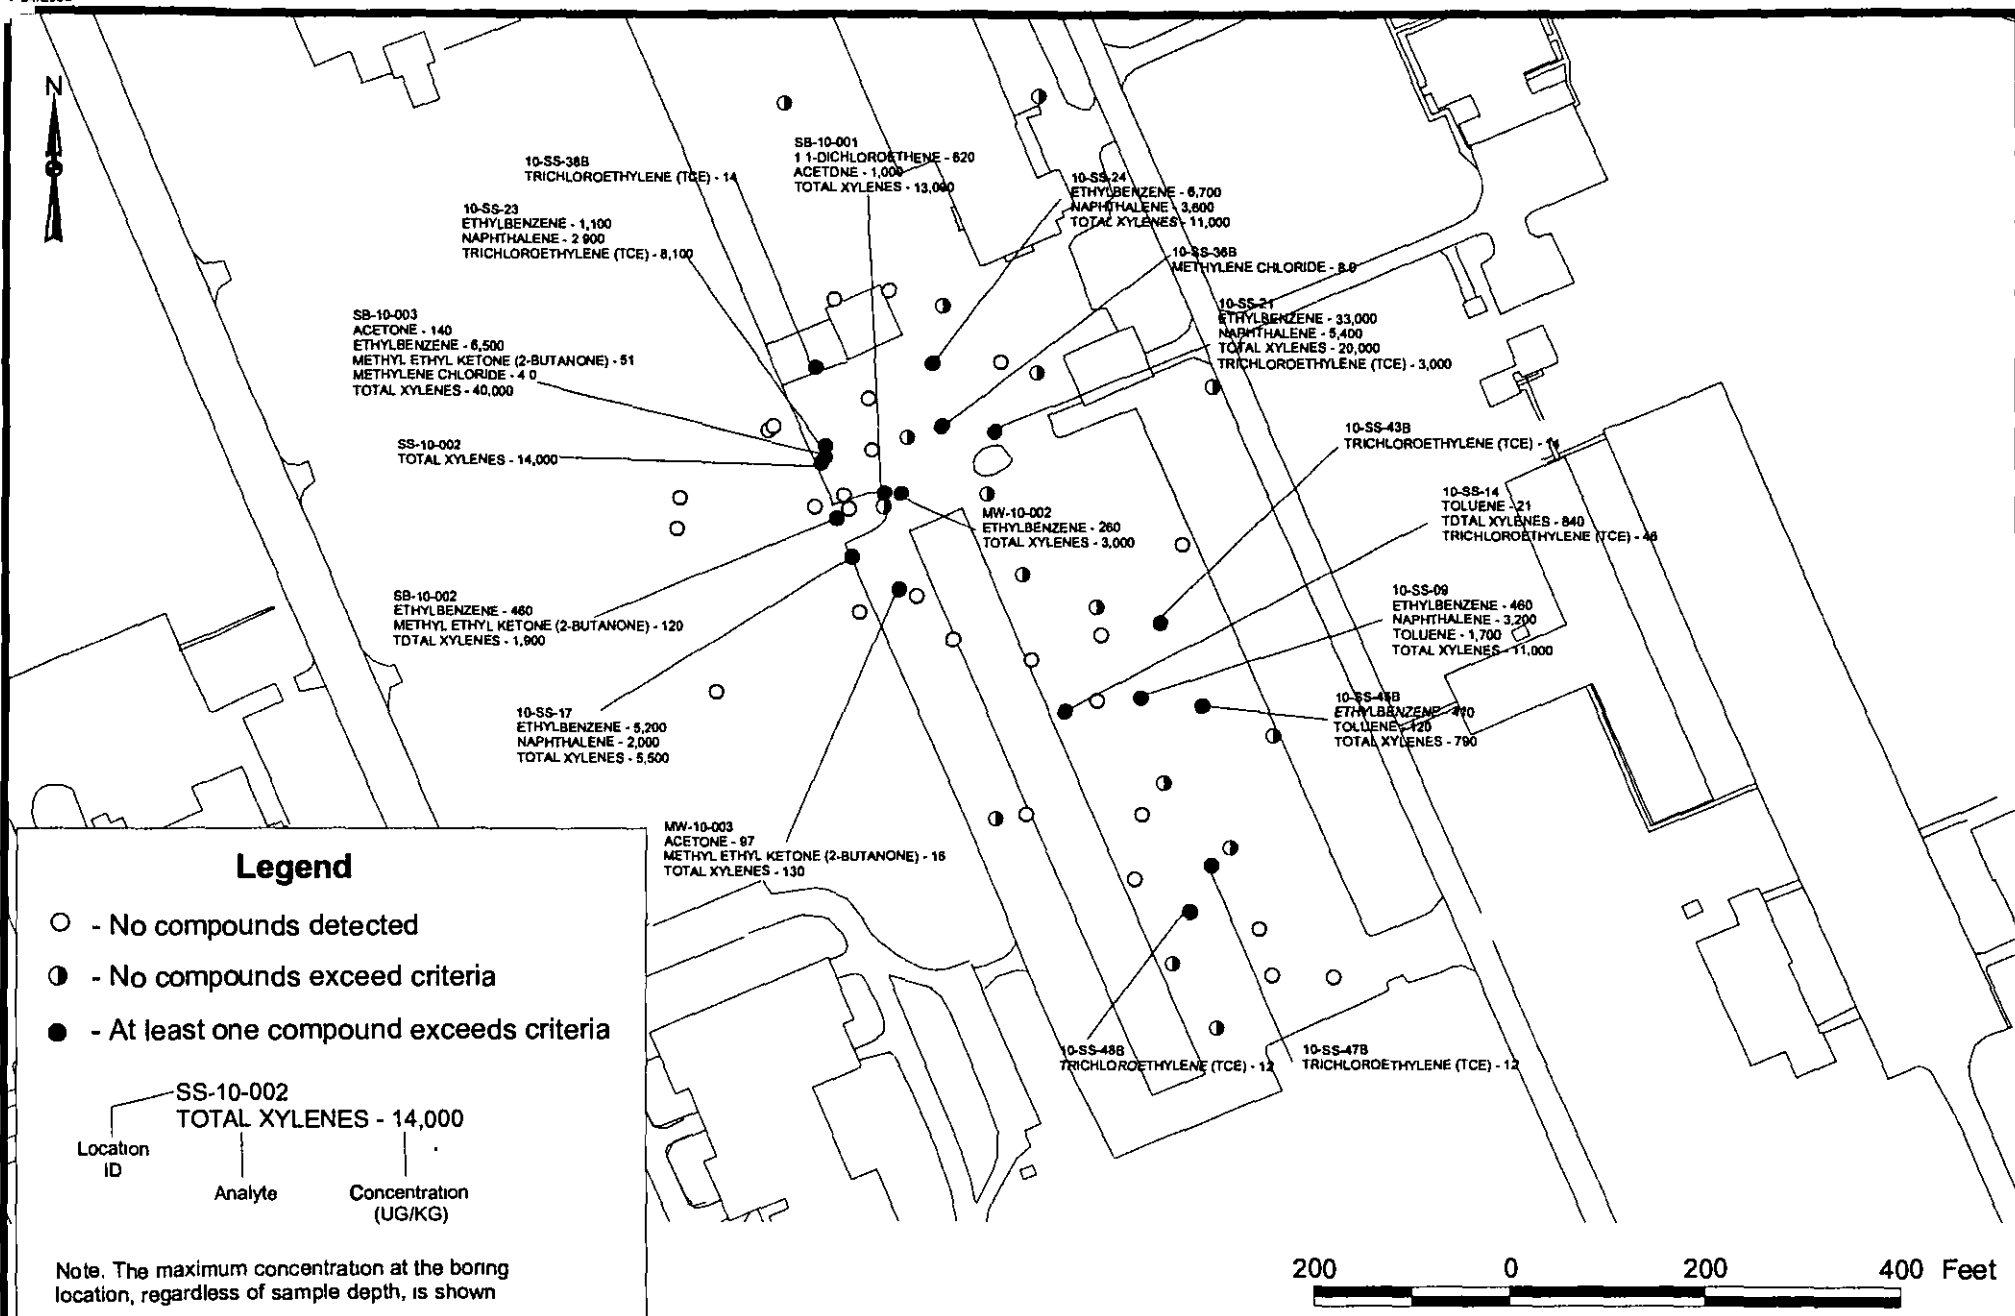 N
10-SS-38B
TRICHLOROETHYLENE (TCE) - 14
SB-10-001
1 1-DICHLOROETHENE - 620
ACETONE - 1,000
TOTAL XYLENES - 13,000
10-SS-24
ETHYLBENZENE - 6,700
NAPHTHALENE - 3,600
TOTAL XYLENES - 11,000
10-SS-23
ETHYLBENZENE - 1,100
NAPHTHALENE - 2 900
TRICHLOROETHYLENE (TCE) - 8,100
10-SS-36B
METHYLENE CHLORIDE - 8.0
10-SS-21
ETHYLBENZENE - 33,000
NAPHTHALENE - 5,400
TOTAL XYLENES - 20,000
TRICHLOROETHYLENE (TCE) - 3,000
SB-10-003
ACETONE - 140
ETHYLBENZENE - 6,500
METHYL ETHYL KETONE (2-BUTANONE) - 51
METHYLENE CHLORIDE - 4 0
TOTAL XYLENES - 40,000
SS-10-002
TOTAL XYLENES - 14,000
10-SS-43B
TRICHLOROETHYLENE (TCE) -
10-SS-14
TOLUENE - 21
TOTAL XYLENES - 840
TRICHLOROETHYLENE (TCE) - 46
MW-10-002
ETHYLBENZENE - 260
TOTAL XYLENES - 3,000
SB-10-002
ETHYLBENZENE - 460
METHYL ETHYL KETONE (2-BUTANONE) - 120
TOTAL XYLENES - 1,900
10-SS-09
ETHYLBENZENE - 460
NAPHTHALENE - 3,200
TOLUENE - 1,700
TOTAL XYLENES - 11,000
10-SS-17
ETHYLBENZENE - 5,200
NAPHTHALENE - 2,000
TOTAL XYLENES - 5,500
10-SS-45B
ETHYLBENZENE -
TOLUENE - 120
TOTAL XYLENES - 790
MW-10-003
ACETONE - 97
METHYL ETHYL KETONE (2-BUTANONE) - 16
TOTAL XYLENES - 130
10-SS-48B
TRICHLOROETHYLENE (TCE) - 12
10-SS-47B
TRICHLOROETHYLENE (TCE) - 12
Legend
- No compounds detected
- No compounds exceed criteria
- At least one compound exceeds criteria
SS-10-002
TOTAL XYLENES - 14,000
Location
ID
Analyte
Concentration
(UG/KG)
Note. The maximum concentration at the boring
location, regardless of sample depth, is shown
200 0 200 400 Feet